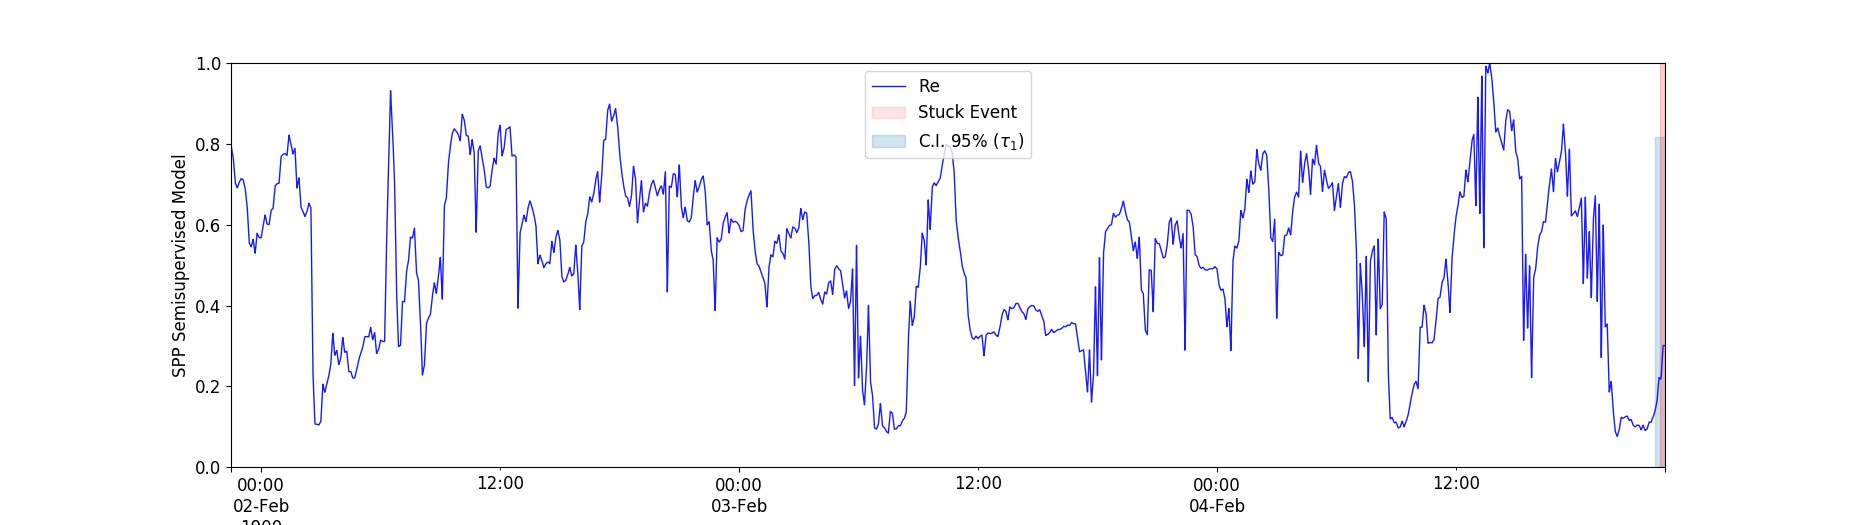 Re
Stuck Event
C.I. 95% (τ1)
SPP Semisupervised Model
1.0
0.8
0.6
0.4
0.2
0.0
00:00 12:00 00:00 12:00 00:00 12:00
02-Feb 03-Feb 04-Feb
1900